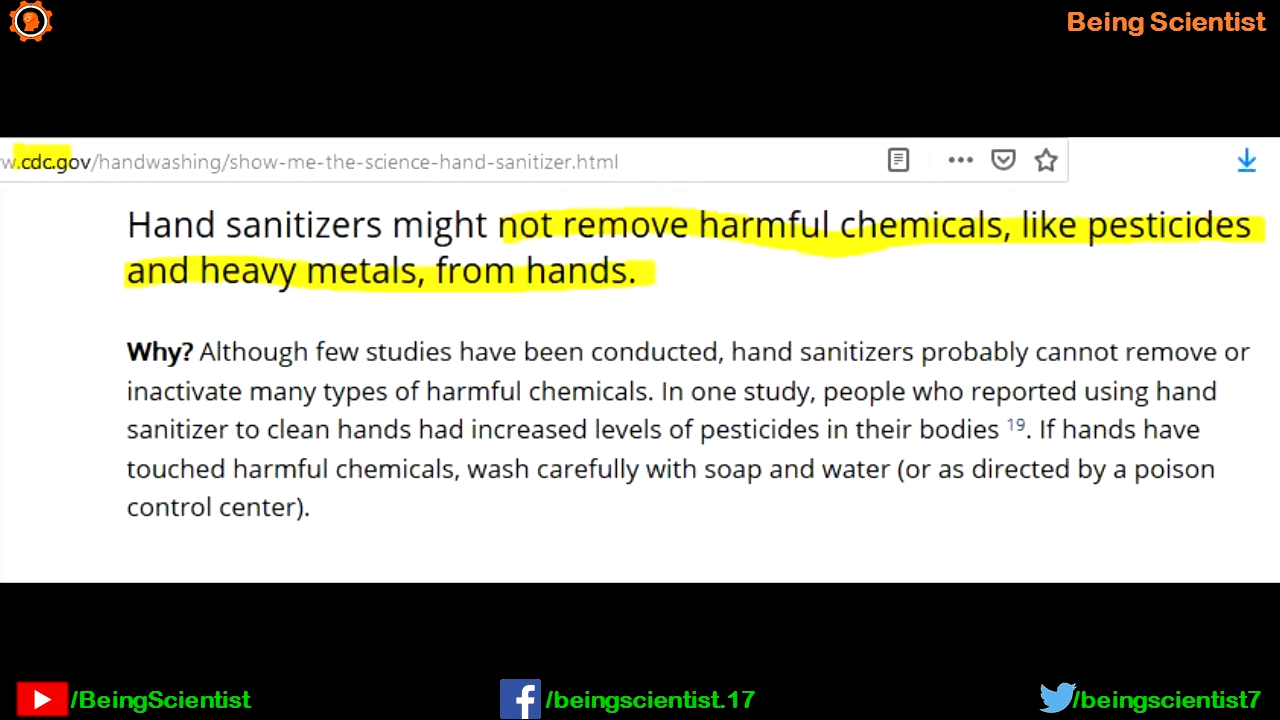 Being Scientist
w.cdc.gov/handwashing/show-me-the-science-hand-sanitizer.html
Hand sanitizers might not remove harmful chemicals, like pesticides
and heavy metals, from hands.
Why? Although few studies have been conducted, hand sanitizers probably cannot remove or
inactivate many types of harmful chemicals. In one study, people who reported using hand
sanitizer to clean hands had increased levels of pesticides in their bodies 19. If hands have
touched harmful chemicals, wash carefully with soap and water (or as directed by a poison
control center).
/BeingScientist
/beingscientist.17
/beingscientist7